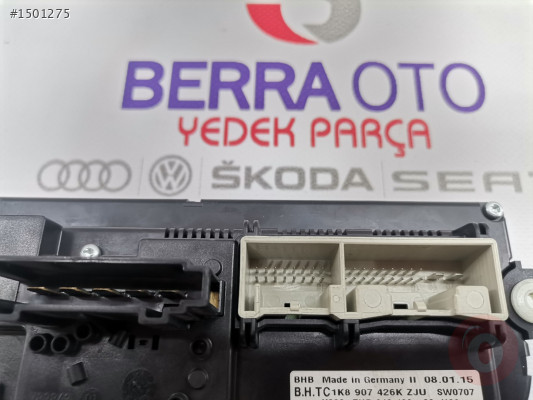 #1501275
BERRA OTO
YEDEK PARÇA
ŠKODA SEAT
BHB Made in Germany II 08.01.15
B.H.TC 1K8 907 426K ZJU SW0707